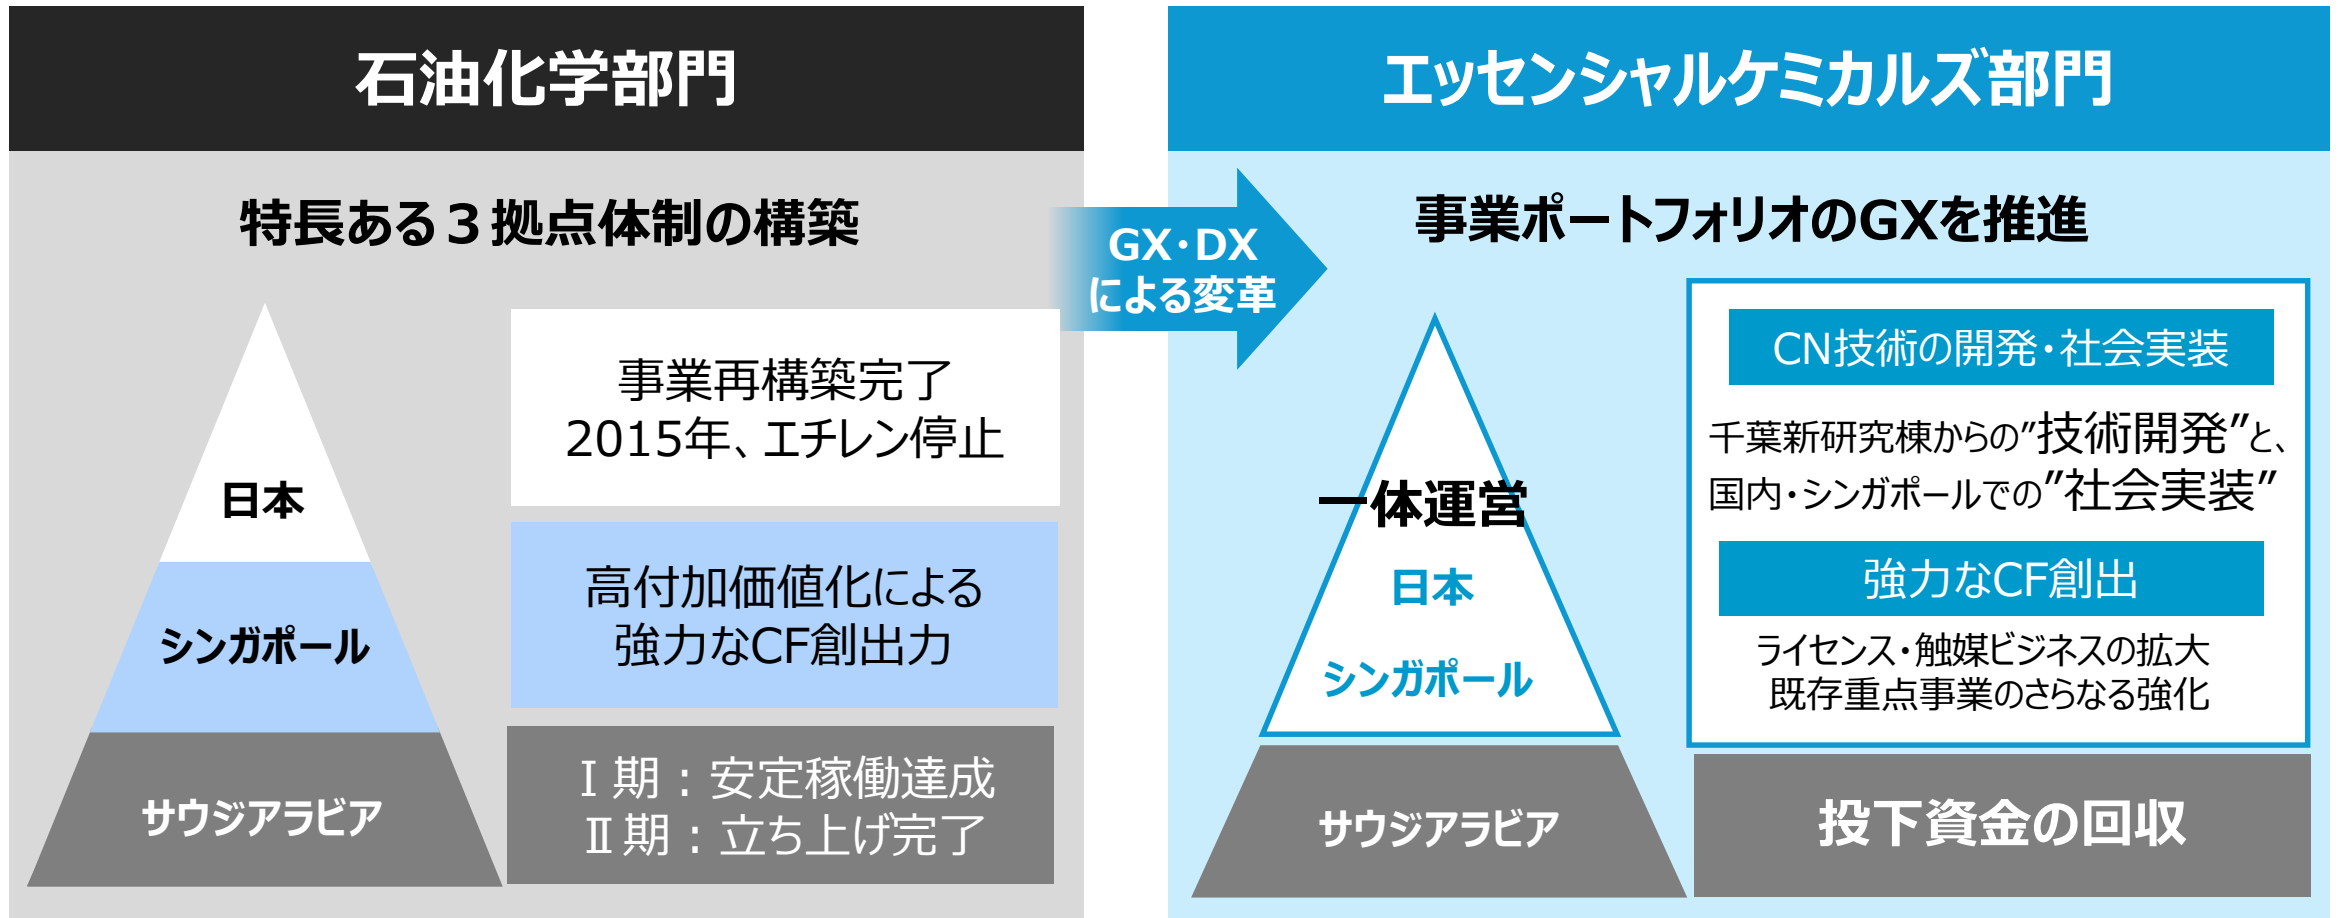 石油化学部門
特長ある３拠点体制の構築
日本
シンガポール
サウジアラビア
事業再構築完了
2015年、エチレン停止
高付加価値化による
強力なCF創出力
Ⅰ期：安定稼働達成
Ⅱ期：立ち上げ完了
GX・DX
による変革
エッセンシャルケミカルズ部門
事業ポートフォリオのGXを推進
一体運営
日本
シンガポール
サウジアラビア
CN技術の開発・社会実装
千葉新研究棟からの”技術開発”と、
国内・シンガポールでの”社会実装”
強力なCF創出
ライセンス・触媒ビジネスの拡大
既存重点事業のさらなる強化
投下資金の回収